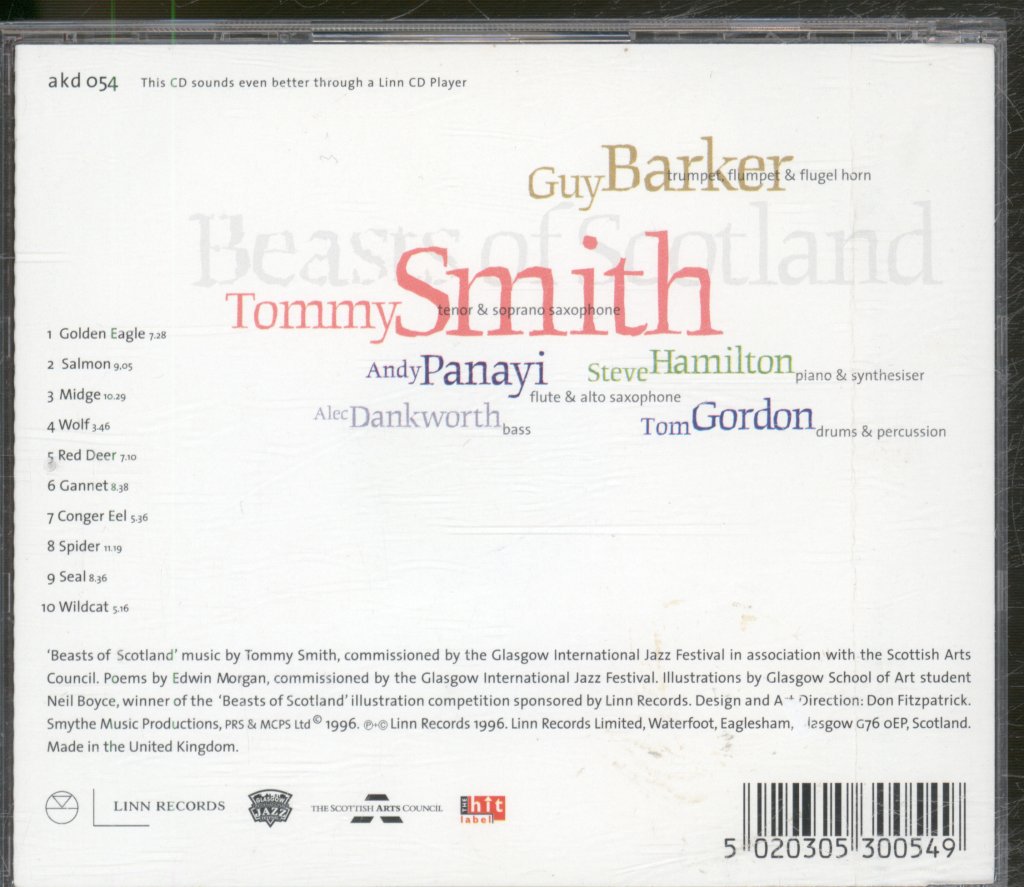 akd 054 This CD sounds even better through a Linn CD Player
Guy Barker trumpet, flumpet & flugel horn
Beasts of Scotland
Tommy Smith tenor & soprano saxophone
Andy Panayi flute & alto saxophone
Steve Hamilton piano & synthesiser
Alec Dankworth bass
Tom Gordon drums & percussion
1 Golden Eagle 7.28
2 Salmon 9.05
3 Midge 10.29
4 Wolf 3.46
5 Red Deer 7.10
6 Gannet 8.38
7 Conger Eel 5.36
8 Spider 11.19
9 Seal 8.36
10 Wildcat 5.16
'Beasts of Scotland' music by Tommy Smith, commissioned by the Glasgow International Jazz Festival in association with the Scottish Arts
Council. Poems by Edwin Morgan, commissioned by the Glasgow International Jazz Festival. Illustrations by Glasgow School of Art student
Neil Boyce, winner of the 'Beasts of Scotland' illustration competition sponsored by Linn Records. Design and Art Direction: Don Fitzpatrick.
Smythe Music Productions, PRS & MCPS Ltd © 1996. ℗+© Linn Records 1996. Linn Records Limited, Waterfoot, Eaglesham, Glasgow G76 0EP, Scotland.
Made in the United Kingdom.
LINN RECORDS
GLASGOW JAZZ
THE SCOTTISH ARTS COUNCIL
THE hit label
5 020305 300549